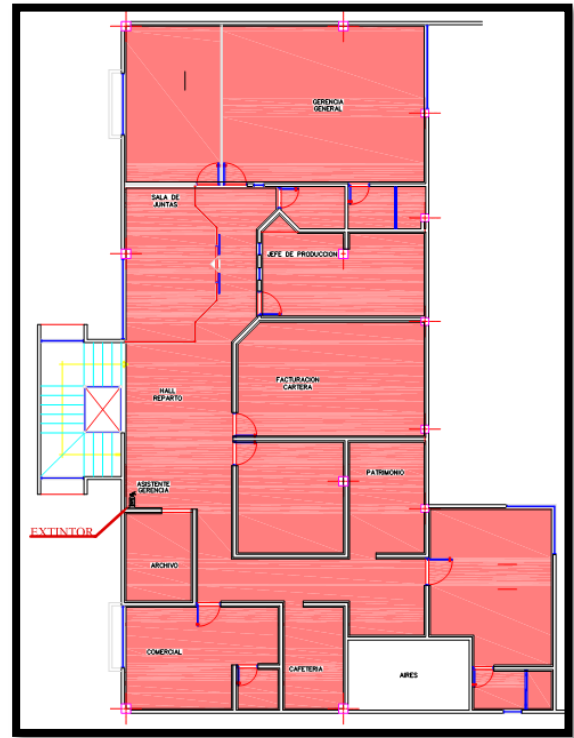 GERENCIA
GENERAL
SALA DE
JUNTAS
JEFE DE PRODUCCION
FACTURACION
CARTERA
HALL
REPARTO
PATRIMONIO
ASISTENTE
GERENCIA
EXTINTOR
ARCHIVO
COMERCIAL
CAFETERIA
AIRES